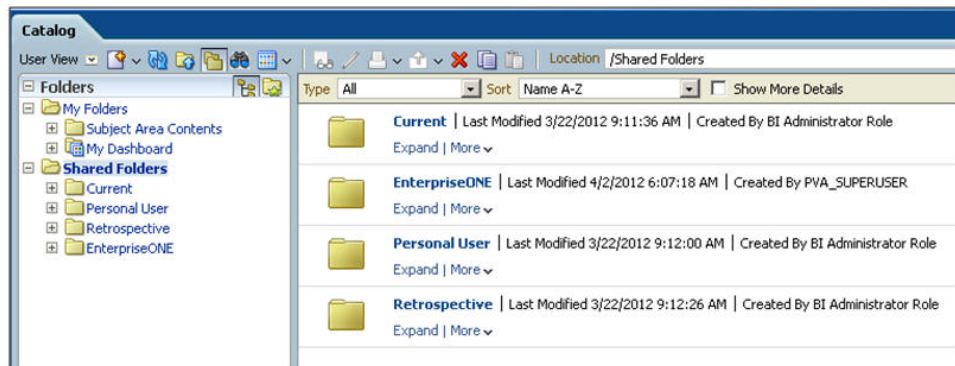 Catalog
User View Location /Shared Folders
Folders
My Folders
Subject Area Contents
My Dashboard
Shared Folders
Current
Personal User
Retrospective
EnterpriseONE
Type All Sort Name A-Z Show More Details
Current | Last Modified 3/22/2012 9:11:36 AM | Created By BI Administrator Role
Expand | More
EnterpriseONE | Last Modified 4/2/2012 6:07:18 AM | Created By PVA_SUPERUSER
Expand | More
Personal User | Last Modified 3/22/2012 9:12:00 AM | Created By BI Administrator Role
Expand | More
Retrospective | Last Modified 3/22/2012 9:12:26 AM | Created By BI Administrator Role
Expand | More